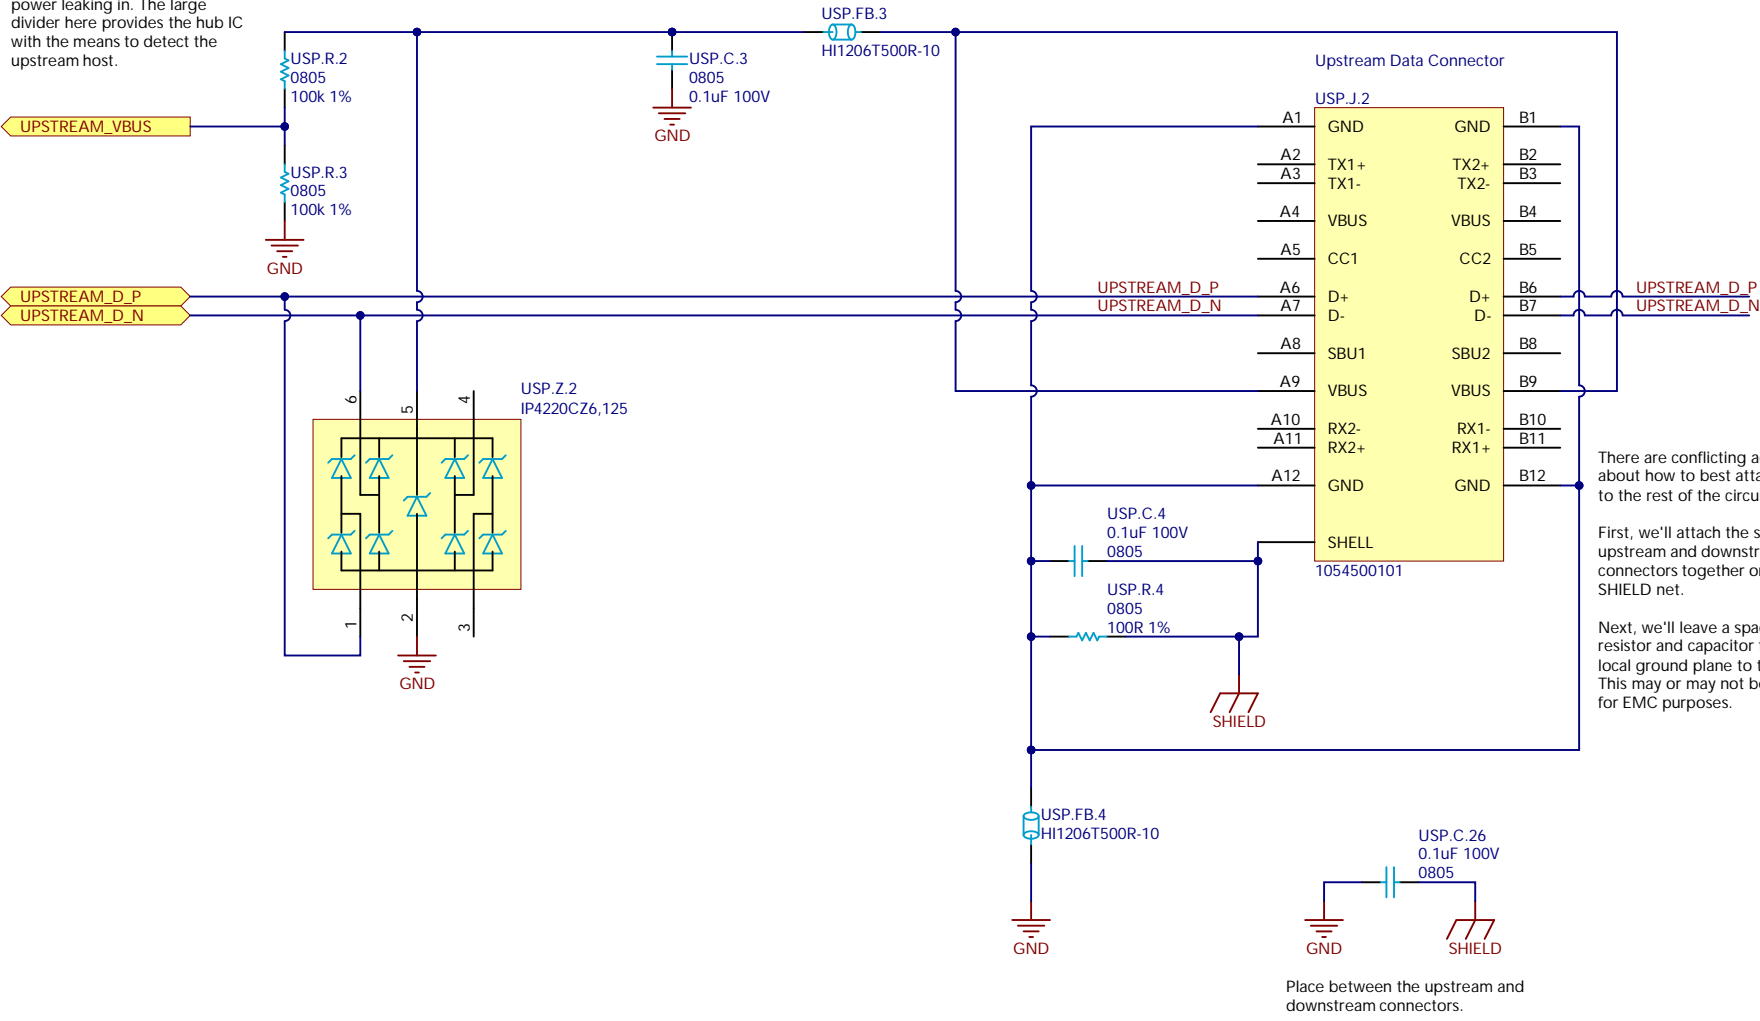 power leaking in. The large
divider here provides the hub IC
with the means to detect the
upstream host.
USP.R.2
0805
100k 1%
UPSTREAM_VBUS
USP.R.3
0805
100k 1%
GND
USP.C.3
0805
0.1uF 100V
GND
USP.FB.3
HI1206T500R-10
UPSTREAM_D_P
UPSTREAM_D_N
USP.Z.2
IP4220CZ6,125
6
5
4
1
2
3
GND
Upstream Data Connector
USP.J.2
A1 GND GND B1
A2 TX1+ TX2+ B2
A3 TX1- TX2- B3
A4 VBUS VBUS B4
A5 CC1 CC2 B5
UPSTREAM_D_P A6 D+ D+ B6 UPSTREAM_D_P
UPSTREAM_D_N A7 D- D- B7 UPSTREAM_D_N
A8 SBU1 SBU2 B8
A9 VBUS VBUS B9
A10 RX2- RX1- B10
A11 RX2+ RX1+ B11
A12 GND GND B12
SHELL
1054500101
USP.C.4
0.1uF 100V
0805
USP.R.4
0805
100R 1%
SHIELD
USP.FB.4
HI1206T500R-10
GND
There are conflicting
about how to best
to the rest of the
First, we'll attach the
upstream and
connectors together
SHIELD net.
Next, we'll leave a
resistor and capacitor
local ground plane to
This may or may not
for EMC purposes.
USP.C.26
0.1uF 100V
0805
GND
SHIELD
Place between the upstream and
downstream connectors.